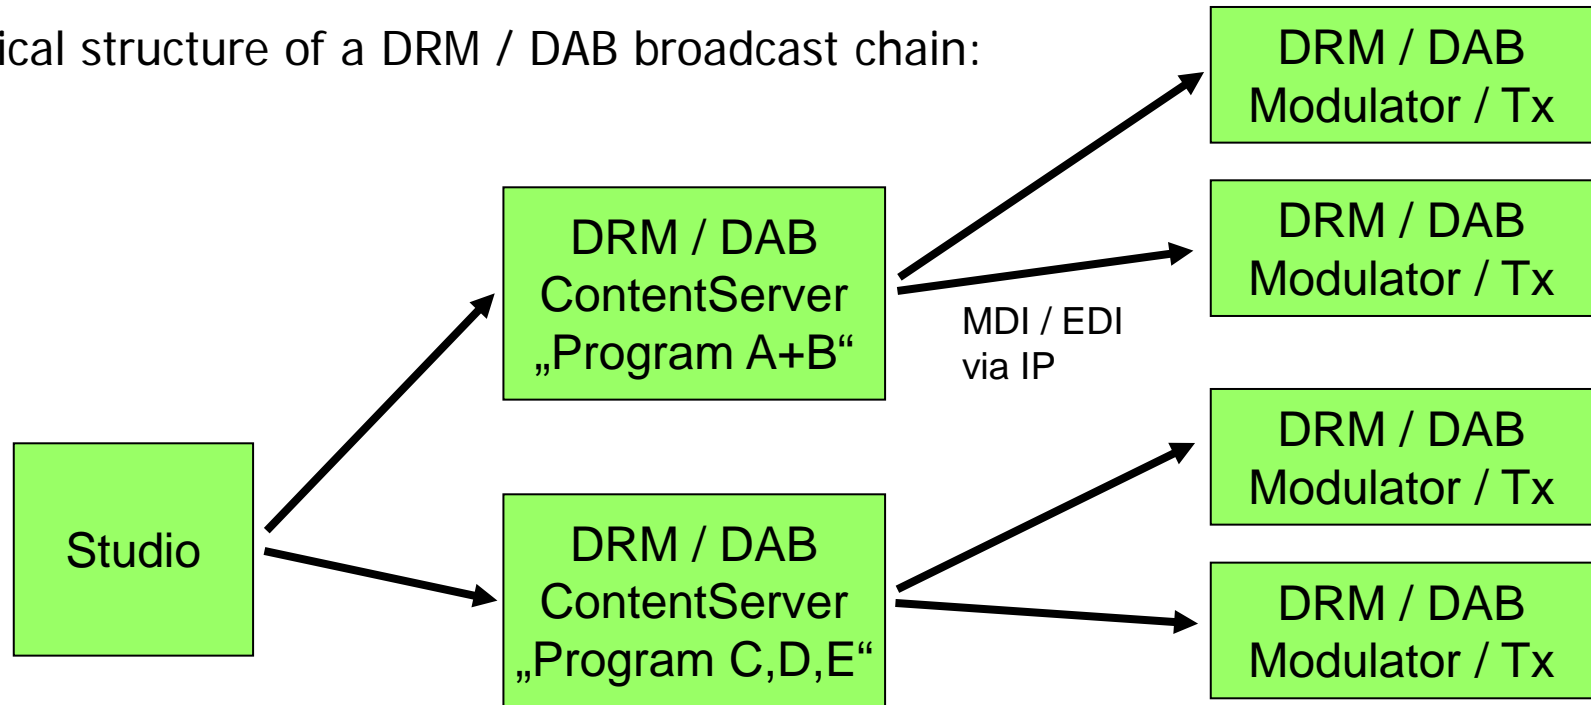 ical structure of a DRM / DAB broadcast chain:
DRM / DAB
Modulator / Tx
DRM / DAB
Modulator / Tx
DRM / DAB
ContentServer
„Program A+B“
MDI / EDI
via IP
Studio
DRM / DAB
ContentServer
„Program C,D,E“
DRM / DAB
Modulator / Tx
DRM / DAB
Modulator / Tx